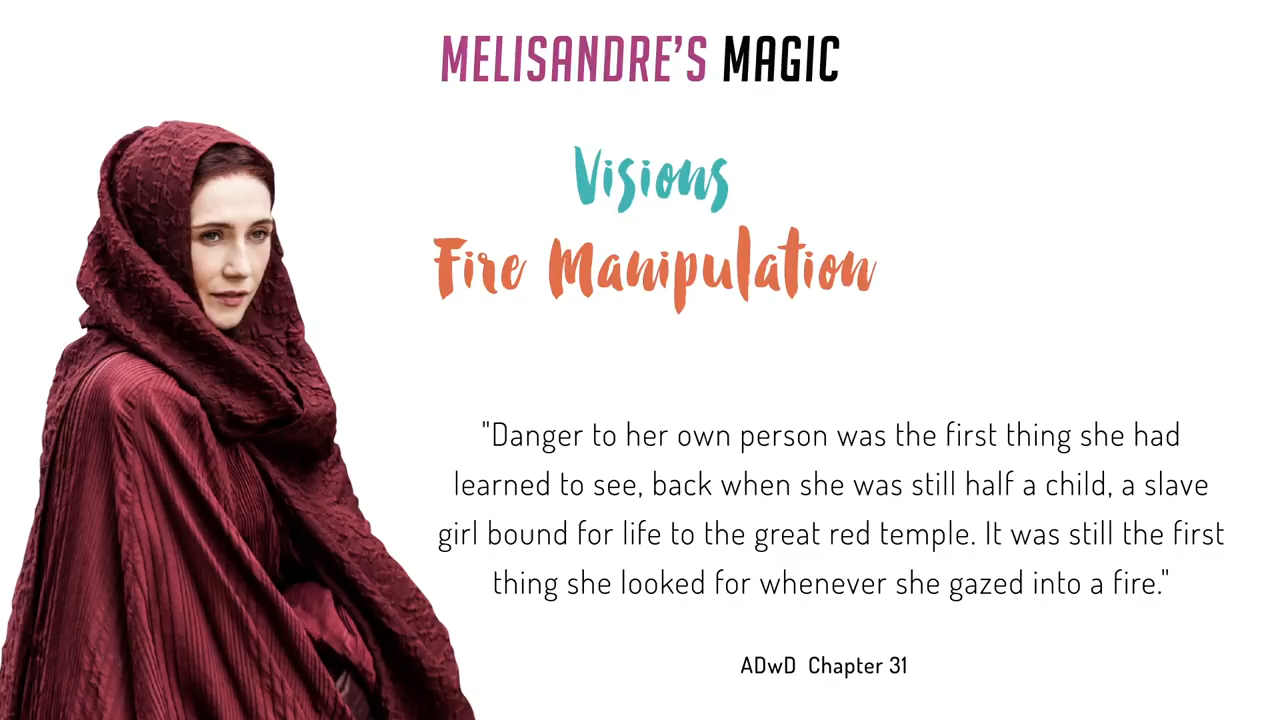 MELISANDRE'S MAGIC
Visions
Fire Manipulation
"Danger to her own person was the first thing she had
learned to see, back when she was still half a child, a slave
girl bound for life to the great red temple. It was still the first
thing she looked for whenever she gazed into a fire."
ADwD Chapter 31